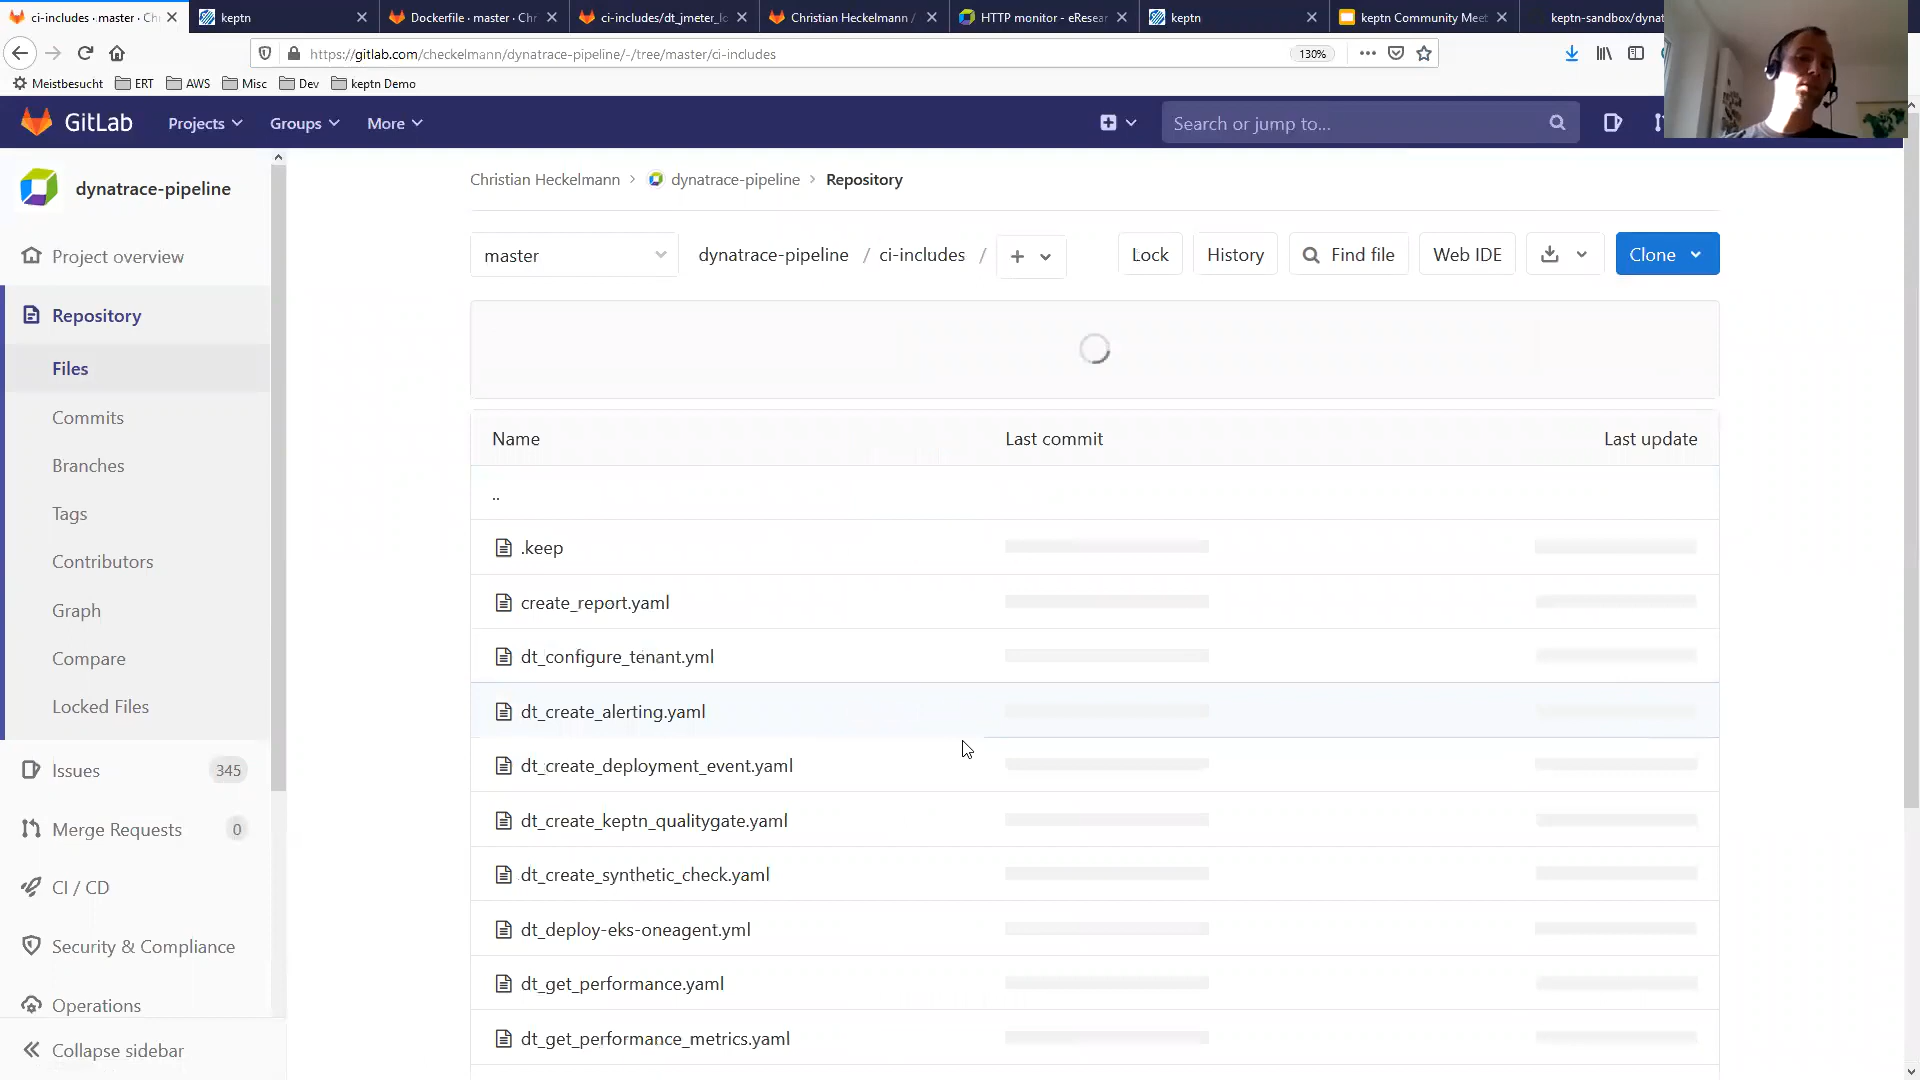 ci-includes · master · Ch
keptn
Dockerfile · master · Chri
ci-includes/dt_jmeter_lo
Christian Heckelmann /
HTTP monitor - eResear
keptn
keptn Community Meet
keptn-sandbox/dynat
https://gitlab.com/checkelmann/dynatrace-pipeline/-/tree/master/ci-includes
130%
Meistbesucht
ERT
AWS
Misc
Dev
keptn Demo
GitLab
Projects
Groups
More
Search or jump to...
dynatrace-pipeline
Project overview
Repository
Files
Commits
Branches
Tags
Contributors
Graph
Compare
Locked Files
Issues 345
Merge Requests 0
CI / CD
Security & Compliance
Operations
Collapse sidebar
Christian Heckelmann > dynatrace-pipeline > Repository
master
dynatrace-pipeline / ci-includes / +
Lock
History
Find file
Web IDE
Clone
Name Last commit Last update
..
.keep
create_report.yaml
dt_configure_tenant.yml
dt_create_alerting.yaml
dt_create_deployment_event.yaml
dt_create_keptn_qualitygate.yaml
dt_create_synthetic_check.yaml
dt_deploy-eks-oneagent.yml
dt_get_performance.yaml
dt_get_performance_metrics.yaml